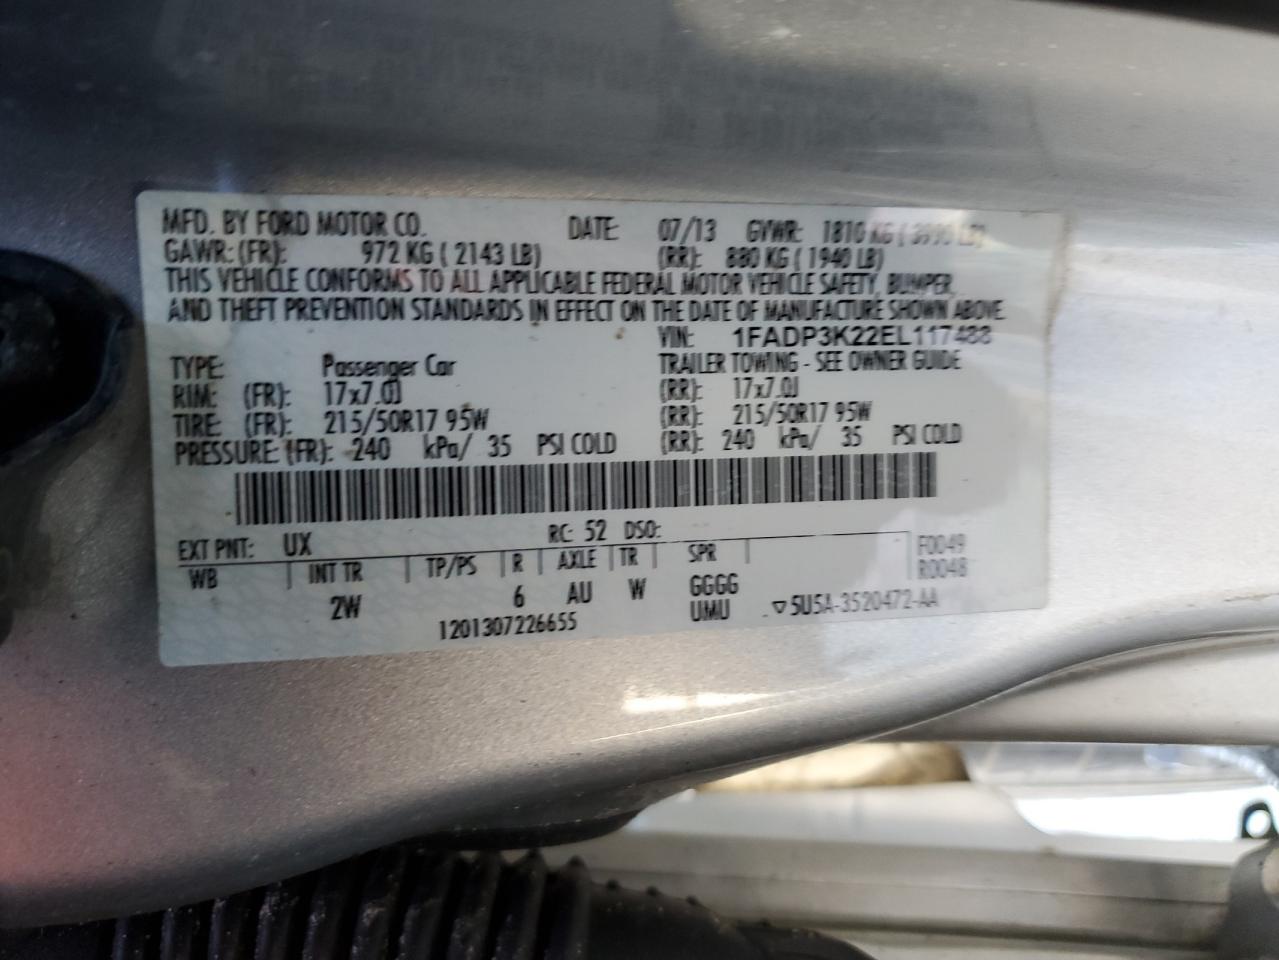 MFD. BY FORD MOTOR CO. DATE: 07/13 GVWR: 1810 KG (3990 LB)
GAWR: (FR): 972 KG ( 2143 LB) (RR): 880 KG ( 1940 LB)
THIS VEHICLE CONFORMS TO ALL APPLICABLE FEDERAL MOTOR VEHICLE SAFETY, BUMPER,
AND THEFT PREVENTION STANDARDS IN EFFECT ON THE DATE OF MANUFACTURE SHOWN ABOVE.
VIN: 1FADP3K22EL117488
TYPE: Passenger Car TRAILER TOWING - SEE OWNER GUIDE
RIM: (FR): 17x7.0J (RR): 17x7.0J
TIRE: (FR): 215/50R17 95W (RR): 215/50R17 95W
PRESSURE: (FR): 240 kPa/ 35 PSI COLD (RR): 240 kPa/ 35 PSI COLD
EXT PNT: UX RC: 52 DSO:
WB INT TR TP/PS R AXLE TR SPR F0049
R0048
2W 6 AU W GGGG
UMU
1201307226655 ▽5U5A-3520472-AA